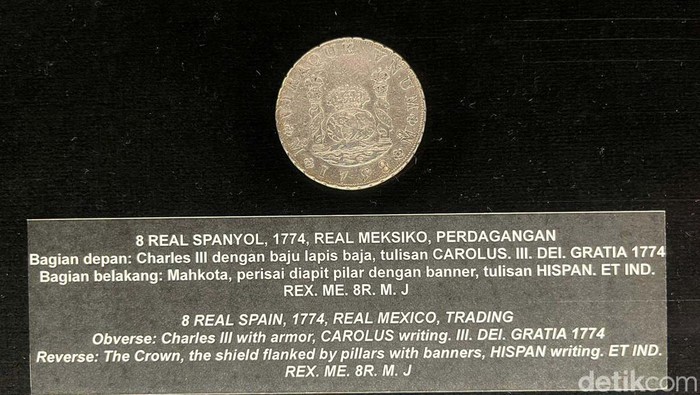 UTRAQUE UNUM
8 REAL SPANYOL, 1774, REAL MEKSIKO, PERDAGANGAN
Bagian depan: Charles III dengan baju lapis baja, tulisan CAROLUS. III. DEI. GRATIA 1774
Bagian belakang: Mahkota, perisai diapit pilar dengan banner, tulisan HISPAN. ET IND.
REX. ME. 8R. M. J
8 REAL SPAIN, 1774, REAL MEXICO, TRADING
Obverse: Charles III with armor, CAROLUS writing. III. DEI. GRATIA 1774
Reverse: The Crown, the shield flanked by pillars with banners, HISPAN writing. ET IND.
REX. ME. 8R. M. J
detikcom